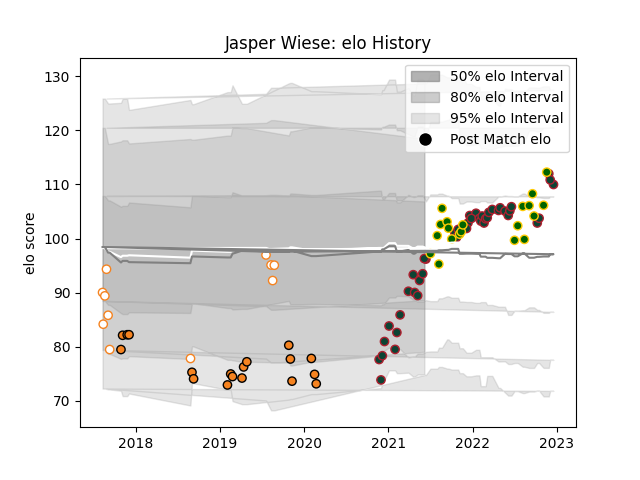 Jasper Wiese: elo History
50% elo Interval
80% elo Interval
95% elo Interval
Post Match elo
elo score
130
120
110
100
90
80
70
2018
2019
2020
2021
2022
2023